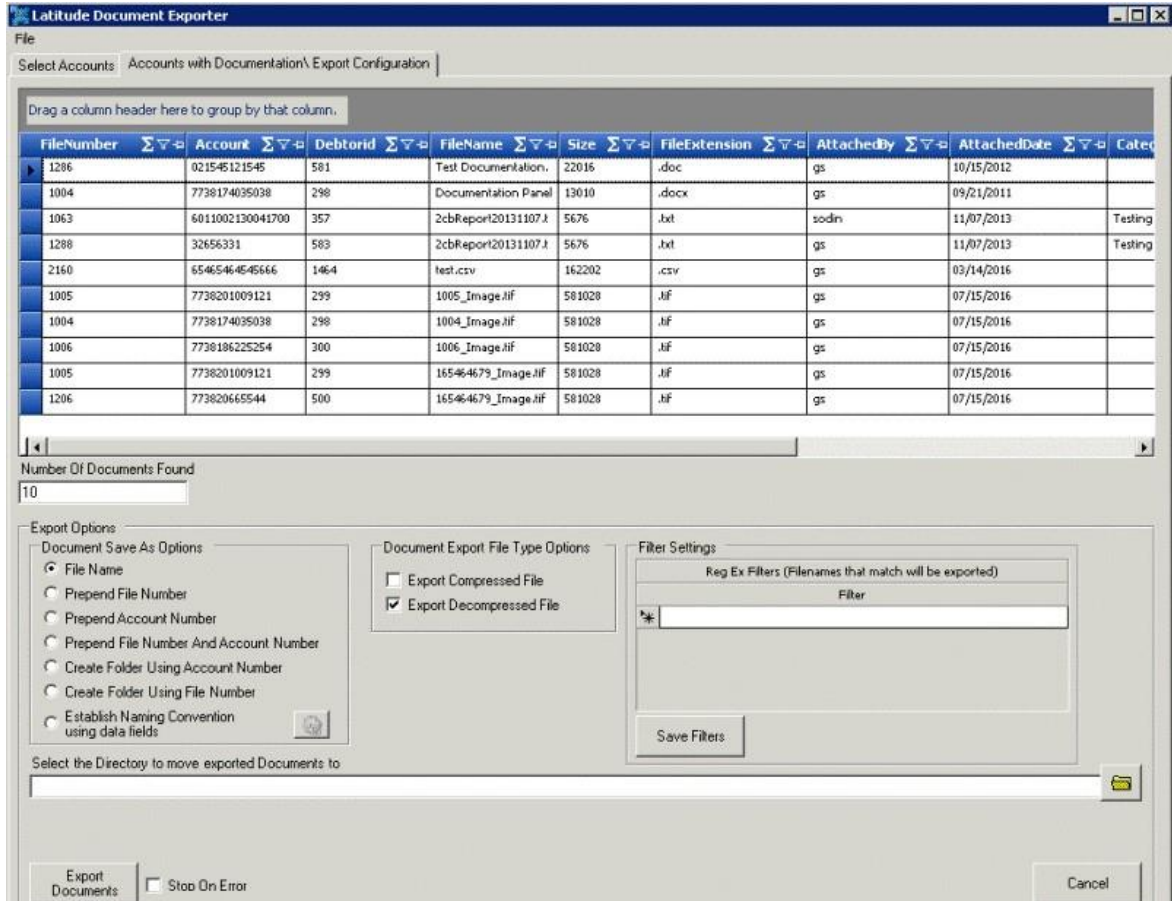 Latitude Document Exporter
File
Select Accounts Accounts with Documentation\ Export Configuration
Drag a column header here to group by that column.
FileNumber Account Debtorid FileName Size FileExtension AttachedBy AttachedDate Categ
1286 021545121545 581 Test Documentation. 22016 .doc gs 10/15/2012
1004 7738174035038 298 Documentation Panel 13010 .docx gs 09/21/2011
1063 6011002130041700 357 2cbReport20131107.t 5676 .txt sodin 11/07/2013 Testing
1288 32656331 583 2cbReport20131107.t 5676 .txt gs 11/07/2013 Testing
2160 65465464545666 1464 test.csv 162202 .csv gs 03/14/2016
1005 7738201009121 299 1005_Image.tif 581028 .tif gs 07/15/2016
1004 7738174035038 298 1004_Image.tif 581028 .tif gs 07/15/2016
1006 7738186225254 300 1006_Image.tif 581028 .tif gs 07/15/2016
1005 7738201009121 299 165464679_Image.tif 581028 .tif gs 07/15/2016
1206 773820665544 500 165464679_Image.tif 581028 .tif gs 07/15/2016
Number Of Documents Found
10
Export Options
Document Save As Options
File Name
Prepend File Number
Prepend Account Number
Prepend File Number And Account Number
Create Folder Using Account Number
Create Folder Using File Number
Establish Naming Convention
using data fields
Document Export File Type Options
Export Compressed File
Export Decompressed File
Filter Settings
Reg Ex Filters (Filenames that match will be exported)
Filter
Save Filters
Select the Directory to move exported Documents to
Export
Documents
Stop On Error
Cancel